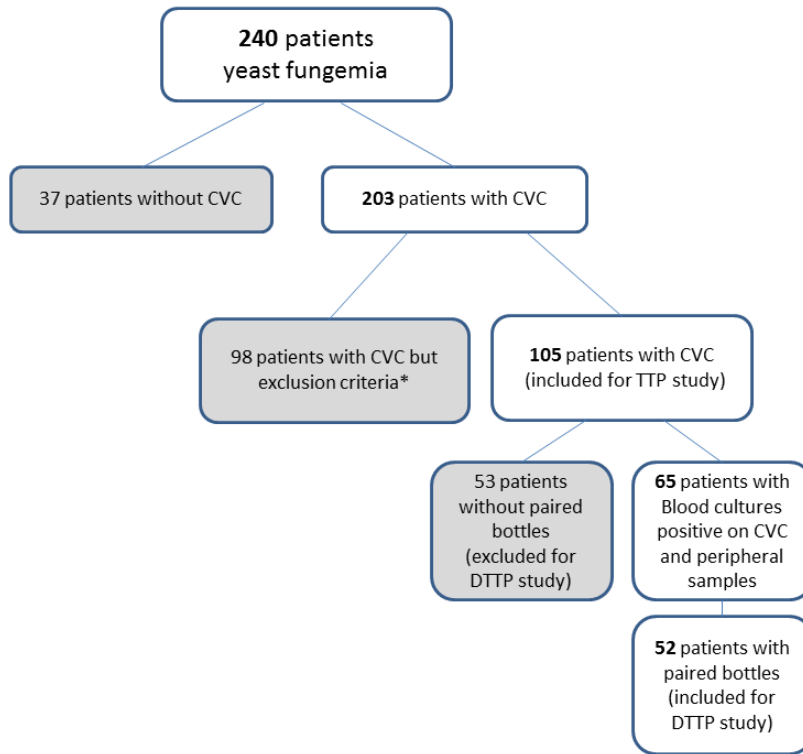 240 patients
yeast fungemia
37 patients without CVC
203 patients with CVC
98 patients with CVC but
exclusion criteria*
105 patients with CVC
(included for TTP study)
53 patients
without paired
bottles
(excluded for
DTTP study)
65 patients with
Blood cultures
positive on CVC
and peripheral
samples
52 patients with
paired bottles
(included for
DTTP study)